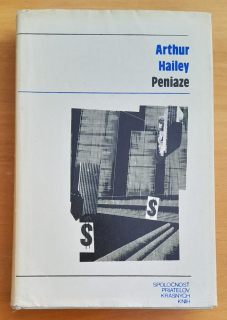 Arthur
Hailey
Peniaze
$
$
SPOLOČNOSŤ
PRIATEĽOV
KRÁSNYCH
KNÍH